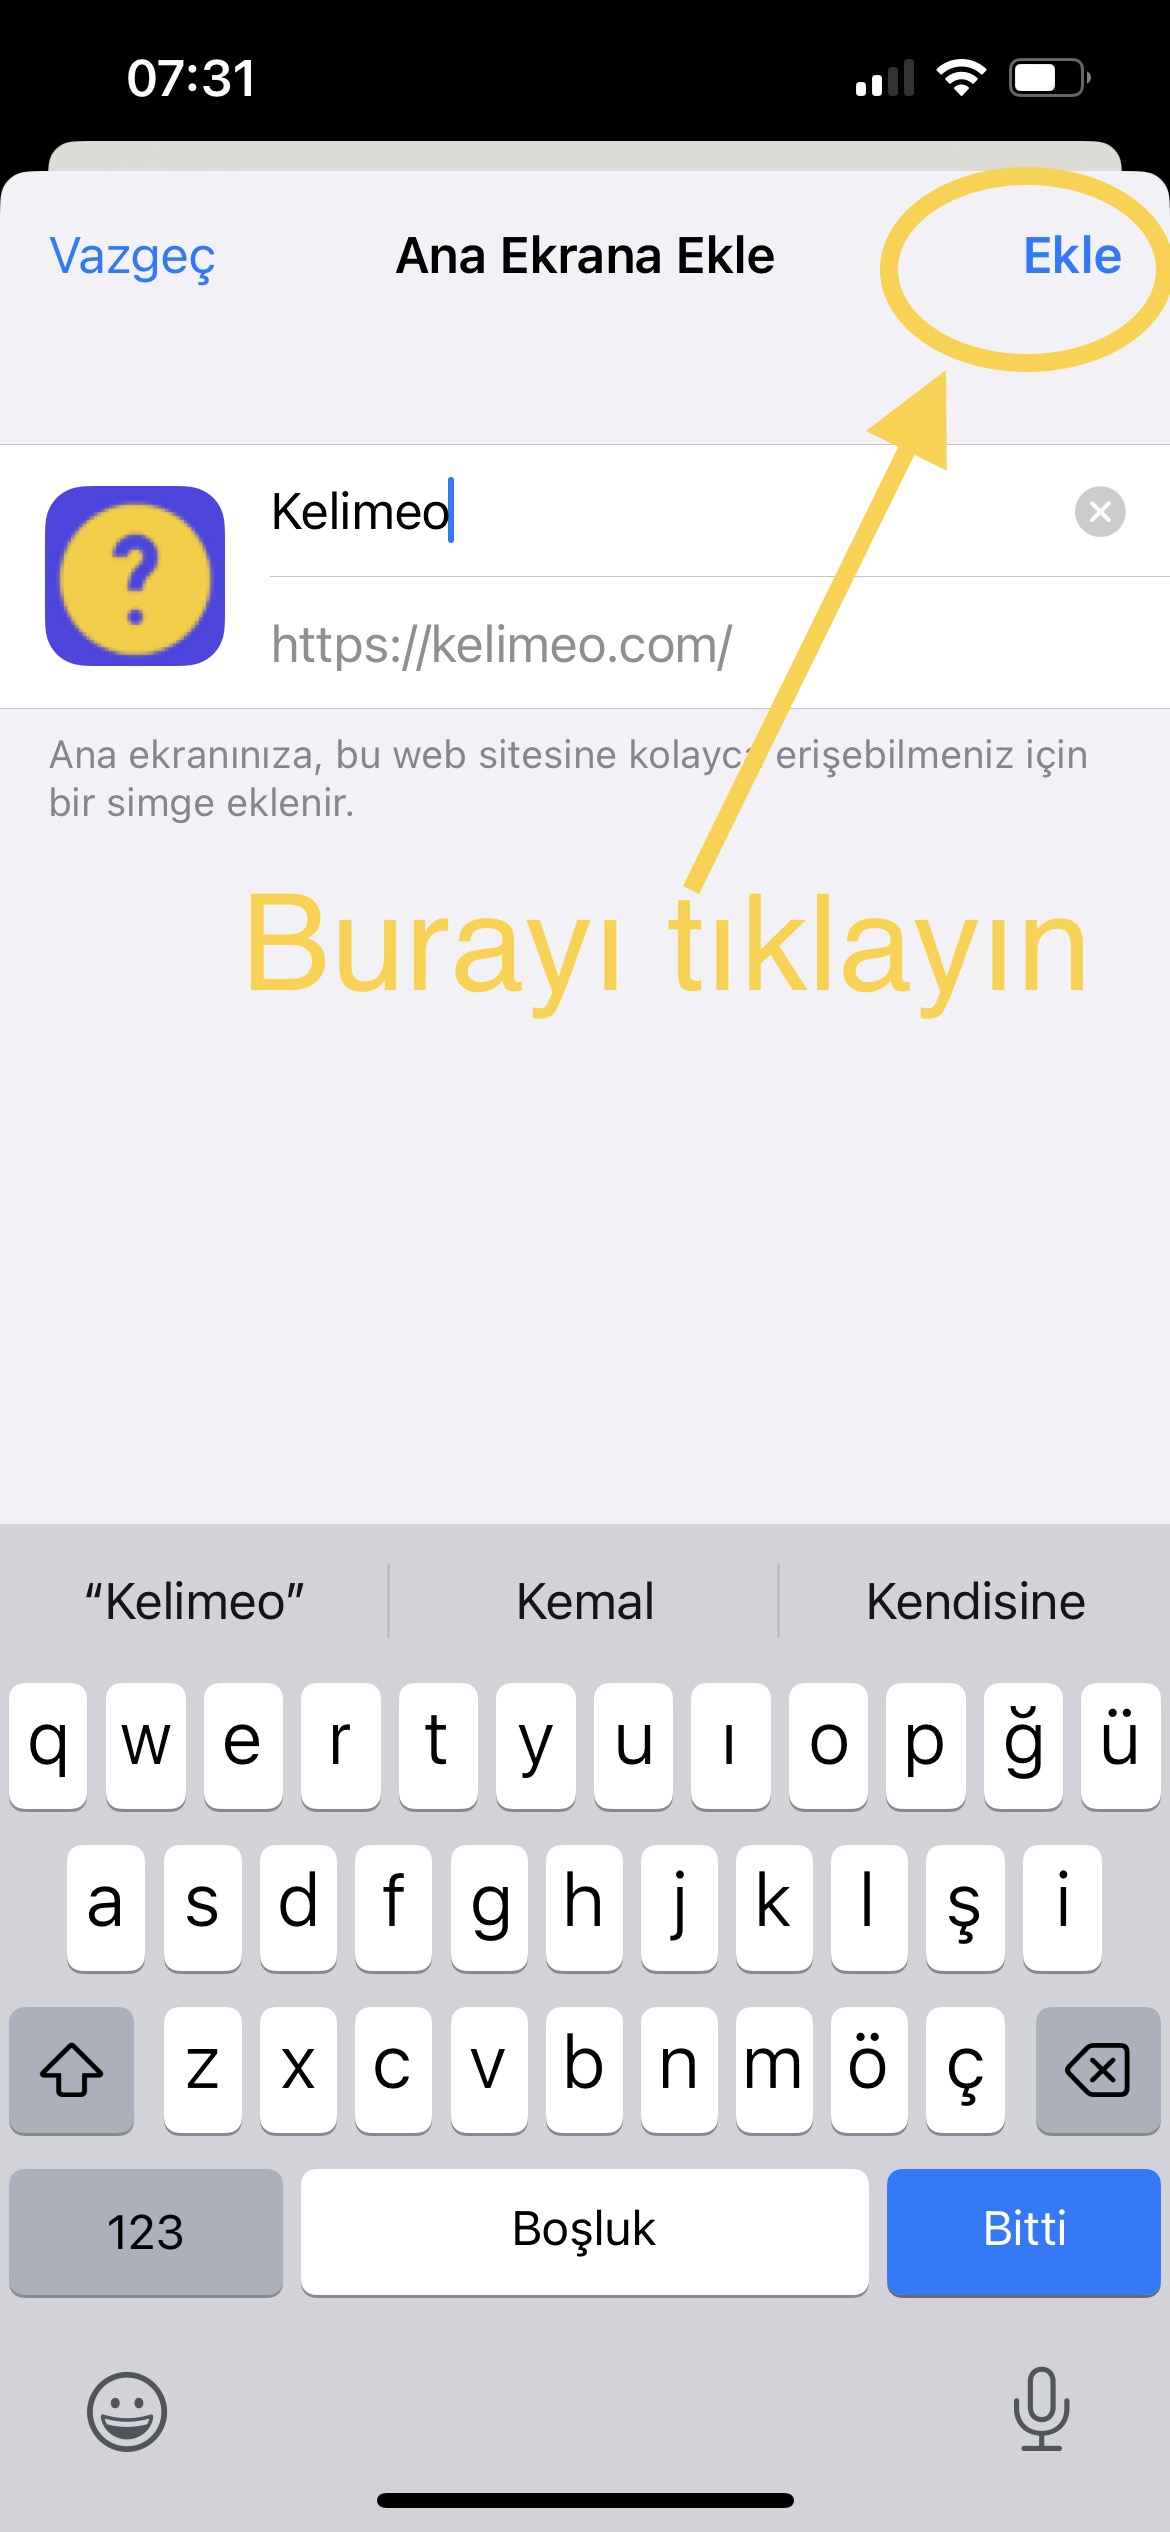 07:31
Vazgeç Ana Ekrana Ekle Ekle
?
Kelimeo
https://kelimeo.com/
Ana ekranınıza, bu web sitesine kolayca erişebilmeniz için
bir simge eklenir.
Burayı tıklayın
“Kelimeo” Kemal Kendisine
q w e r t y u ı o p ğ ü
a s d f g h j k l ş i
z x c v b n m ö ç
123 Boşluk Bitti